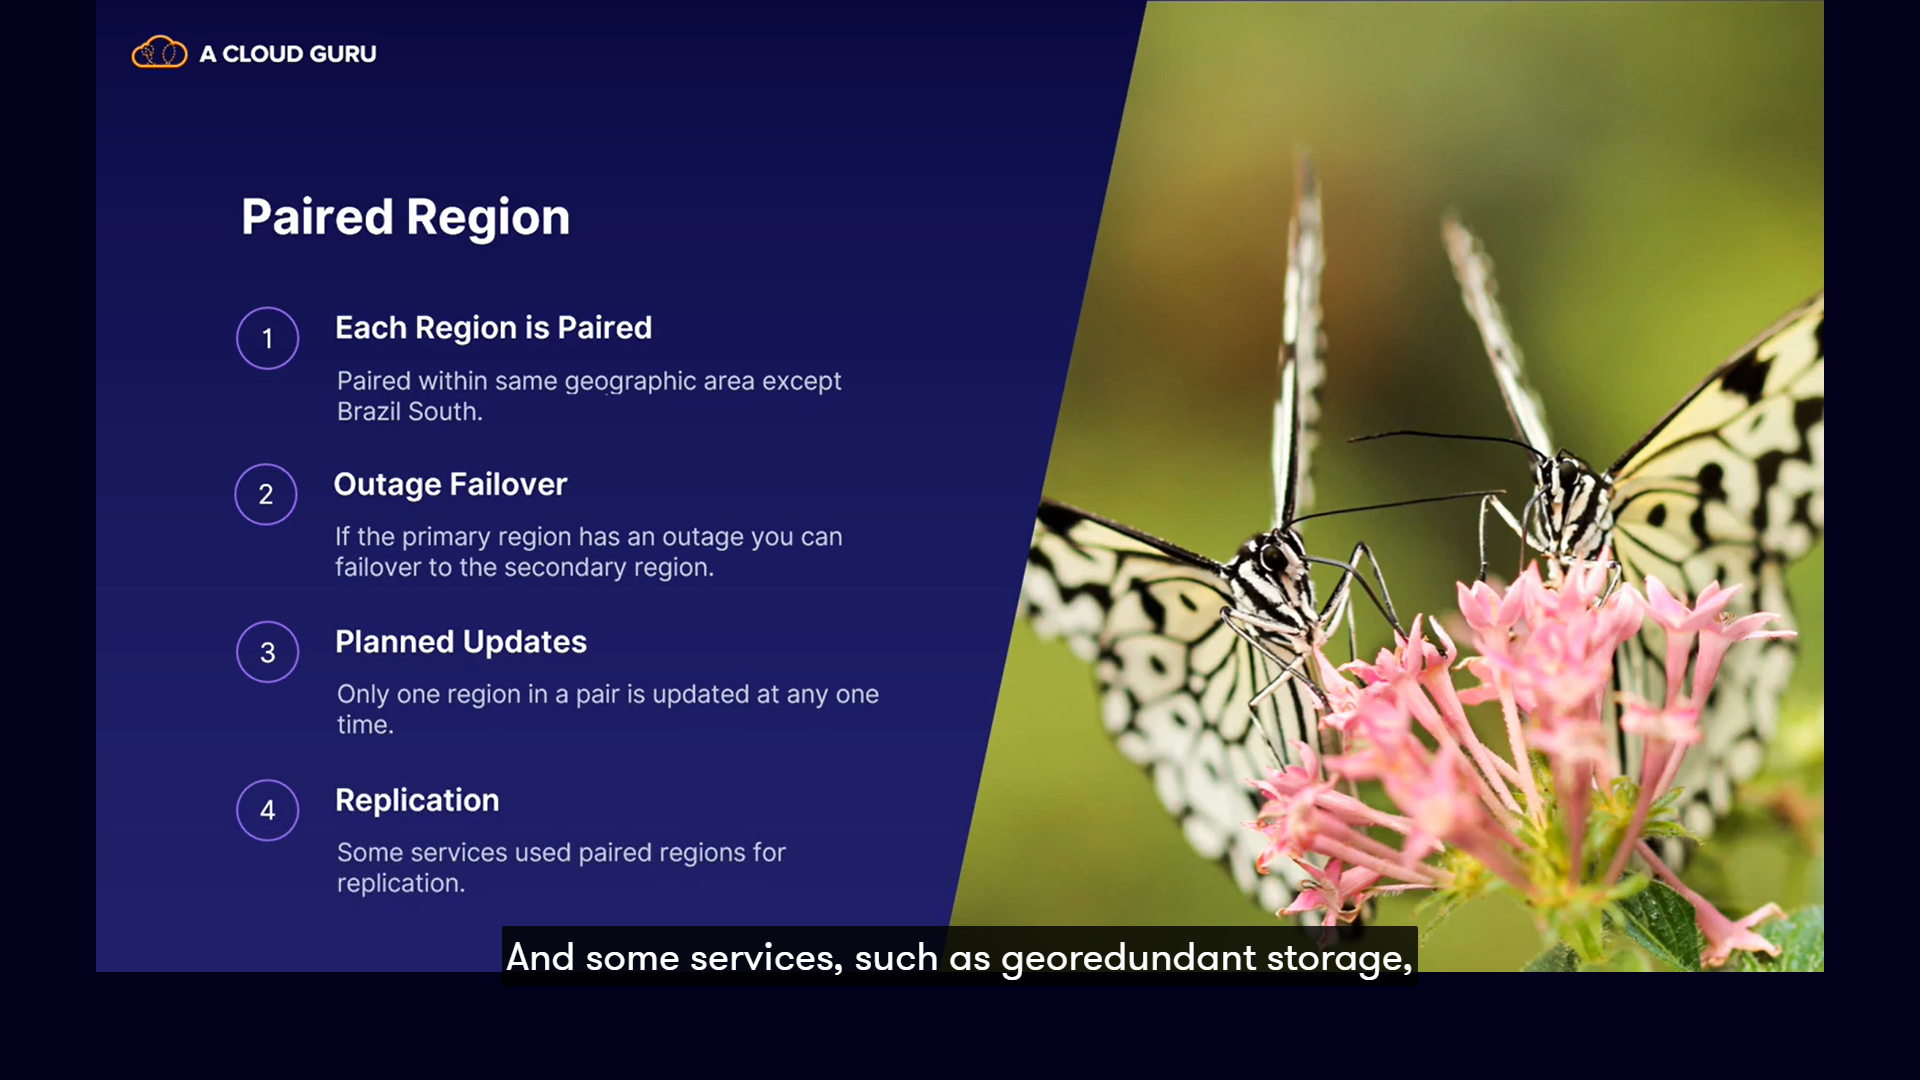 A CLOUD GURU
Paired Region
1
Each Region is Paired
Paired within same geographic area except
Brazil South.
2
Outage Failover
If the primary region has an outage you can
failover to the secondary region.
3
Planned Updates
Only one region in a pair is updated at any one
time.
4
Replication
Some services used paired regions for
replication.
And some services, such as georedundant storage,